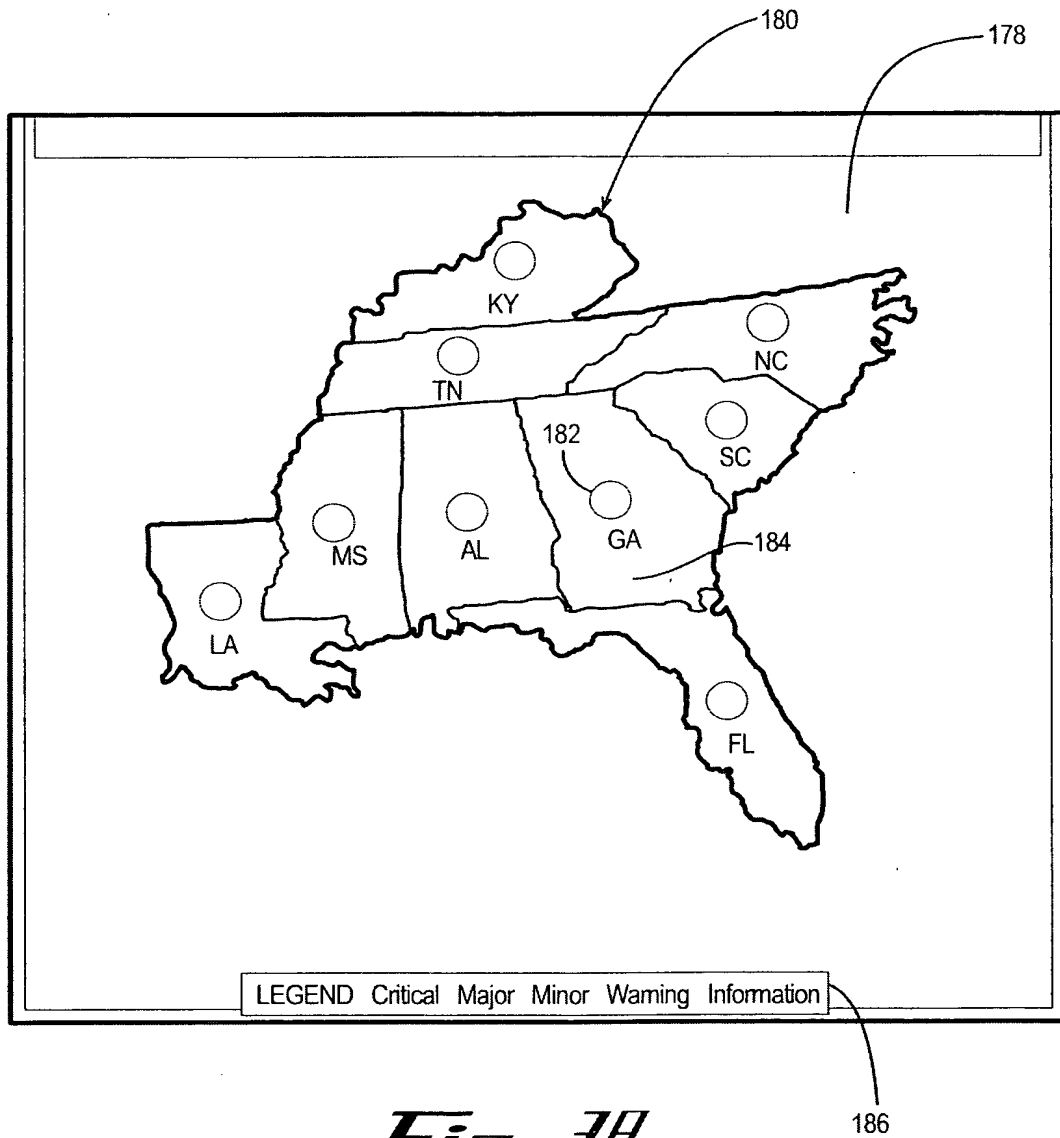 180
178
KY
NC
TN
182
SC
MS
AL
GA
184
LA
FL
LEGEND Critical Major Minor Warning Information
186